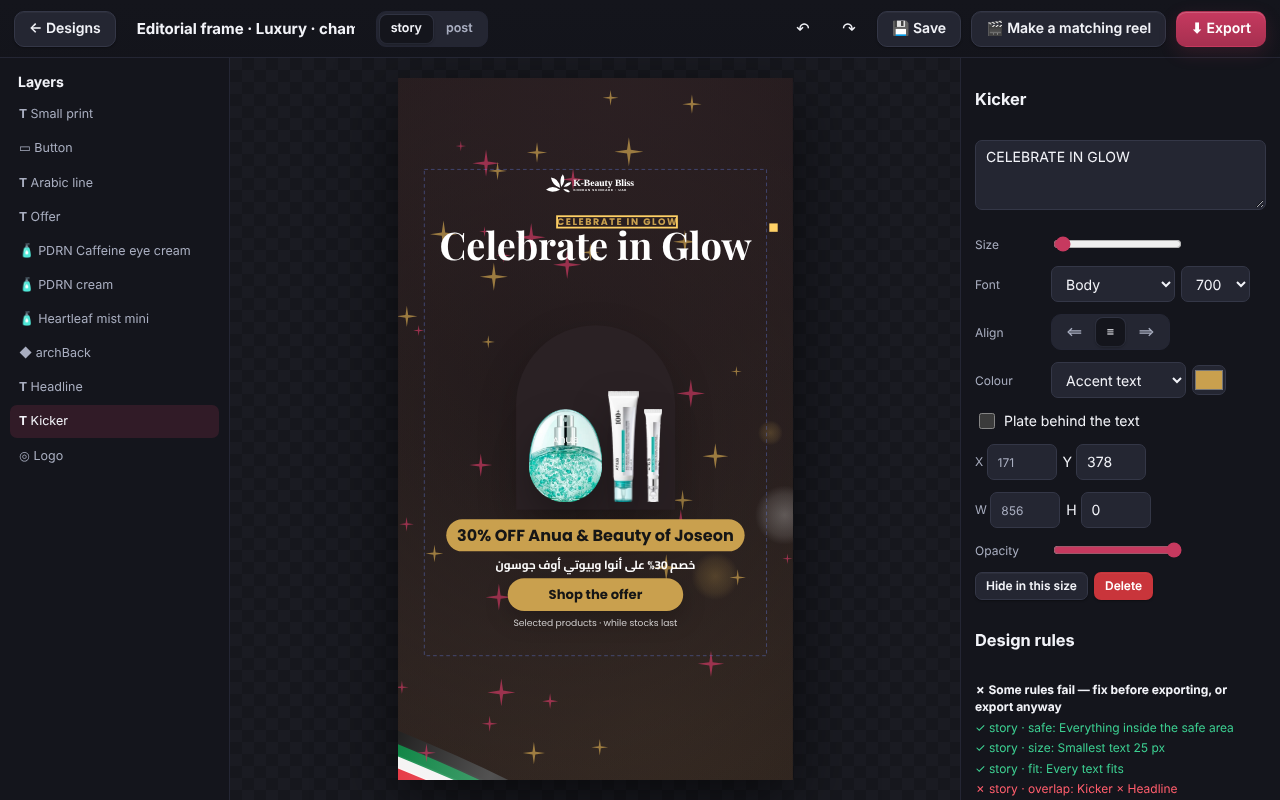 ← Designs
Editorial frame · Luxury · cham
story
post
Save
Make a matching reel
Export
Layers
T Small print
Button
T Arabic line
T Offer
PDRN Caffeine eye cream
PDRN cream
Heartleaf mist mini
archBack
T Headline
T Kicker
Logo
K-Beauty Bliss
CELEBRATE IN GLOW
Celebrate in Glow
30% OFF Anua & Beauty of Joseon
خصم 30% على أنوا وبيوتي أوف جوسون
Shop the offer
Selected products · while stocks last
Kicker
CELEBRATE IN GLOW
Size
Font
Body
700
Align
Colour
Accent text
Plate behind the text
X 171
Y 378
W 856
H 0
Opacity
Hide in this size
Delete
Design rules
× Some rules fail — fix before exporting, or
export anyway
✓ story · safe: Everything inside the safe area
✓ story · size: Smallest text 25 px
✓ story · fit: Every text fits
× story · overlap: Kicker × Headline